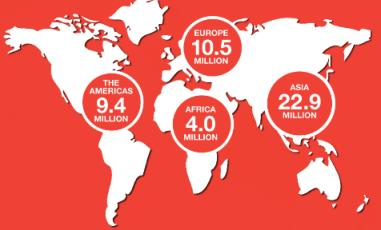 EUROPE
10.5
MILLION
THE
AMERICAS
9.4
MILLION
AFRICA
4.0
MILLION
ASIA
22.9
MILLION